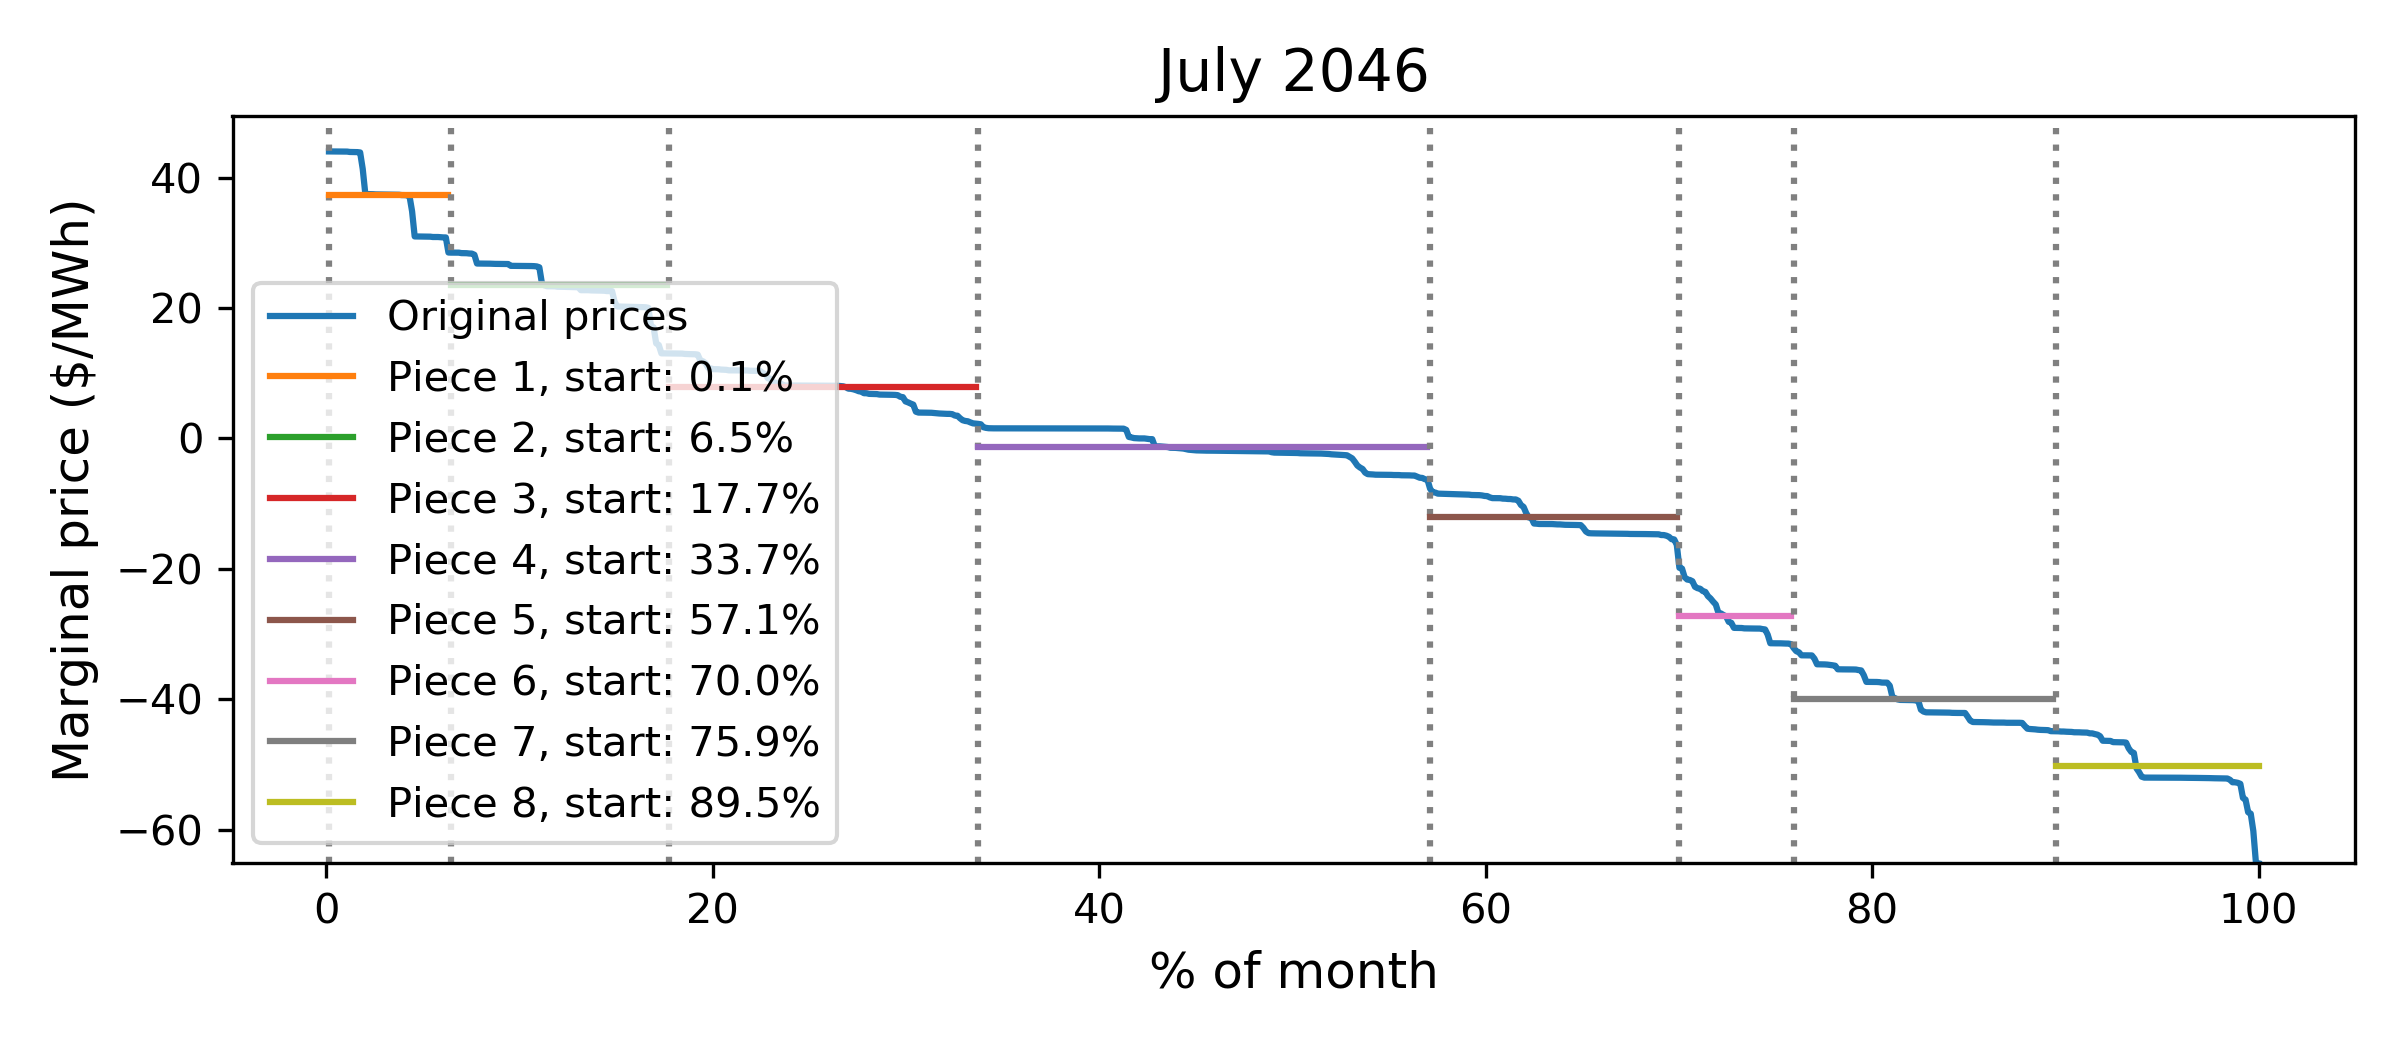 July 2046
Marginal price ($/MWh)
40
20
0
−20
−40
−60
Original prices
Piece 1, start: 0.1%
Piece 2, start: 6.5%
Piece 3, start: 17.7%
Piece 4, start: 33.7%
Piece 5, start: 57.1%
Piece 6, start: 70.0%
Piece 7, start: 75.9%
Piece 8, start: 89.5%
0 20 40 60 80 100
% of month